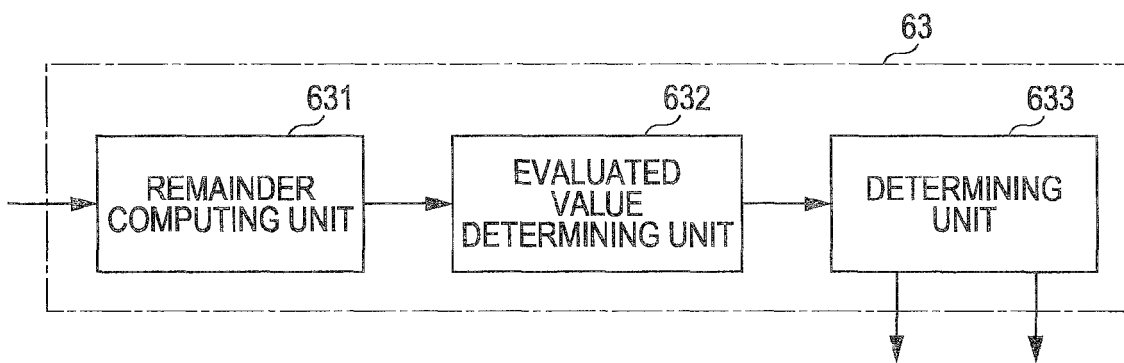 63
631
632
633
REMAINDER
COMPUTING UNIT
EVALUATED
VALUE
DETERMINING UNIT
DETERMINING
UNIT